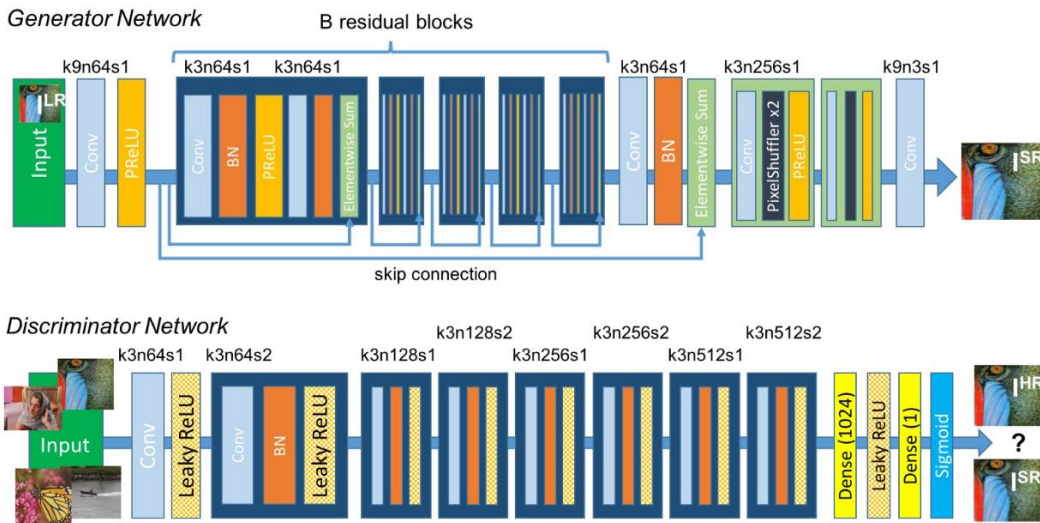 Generator Network
B residual blocks
k9n64s1
k3n64s1 k3n64s1
k3n64s1
k3n256s1
k9n3s1
I^LR
Input
Conv
PReLU
Conv
BN
PReLU
Elementwise Sum
Conv
BN
Elementwise Sum
Conv
PixelShuffler x2
PReLU
Conv
I^SR
skip connection
Discriminator Network
k3n64s1
k3n64s2
k3n128s1
k3n128s2
k3n256s1
k3n256s2
k3n512s1
k3n512s2
Input
Conv
Leaky ReLU
Conv
BN
Leaky ReLU
Dense (1024)
Leaky ReLU
Dense (1)
Sigmoid
I^HR
?
I^SR